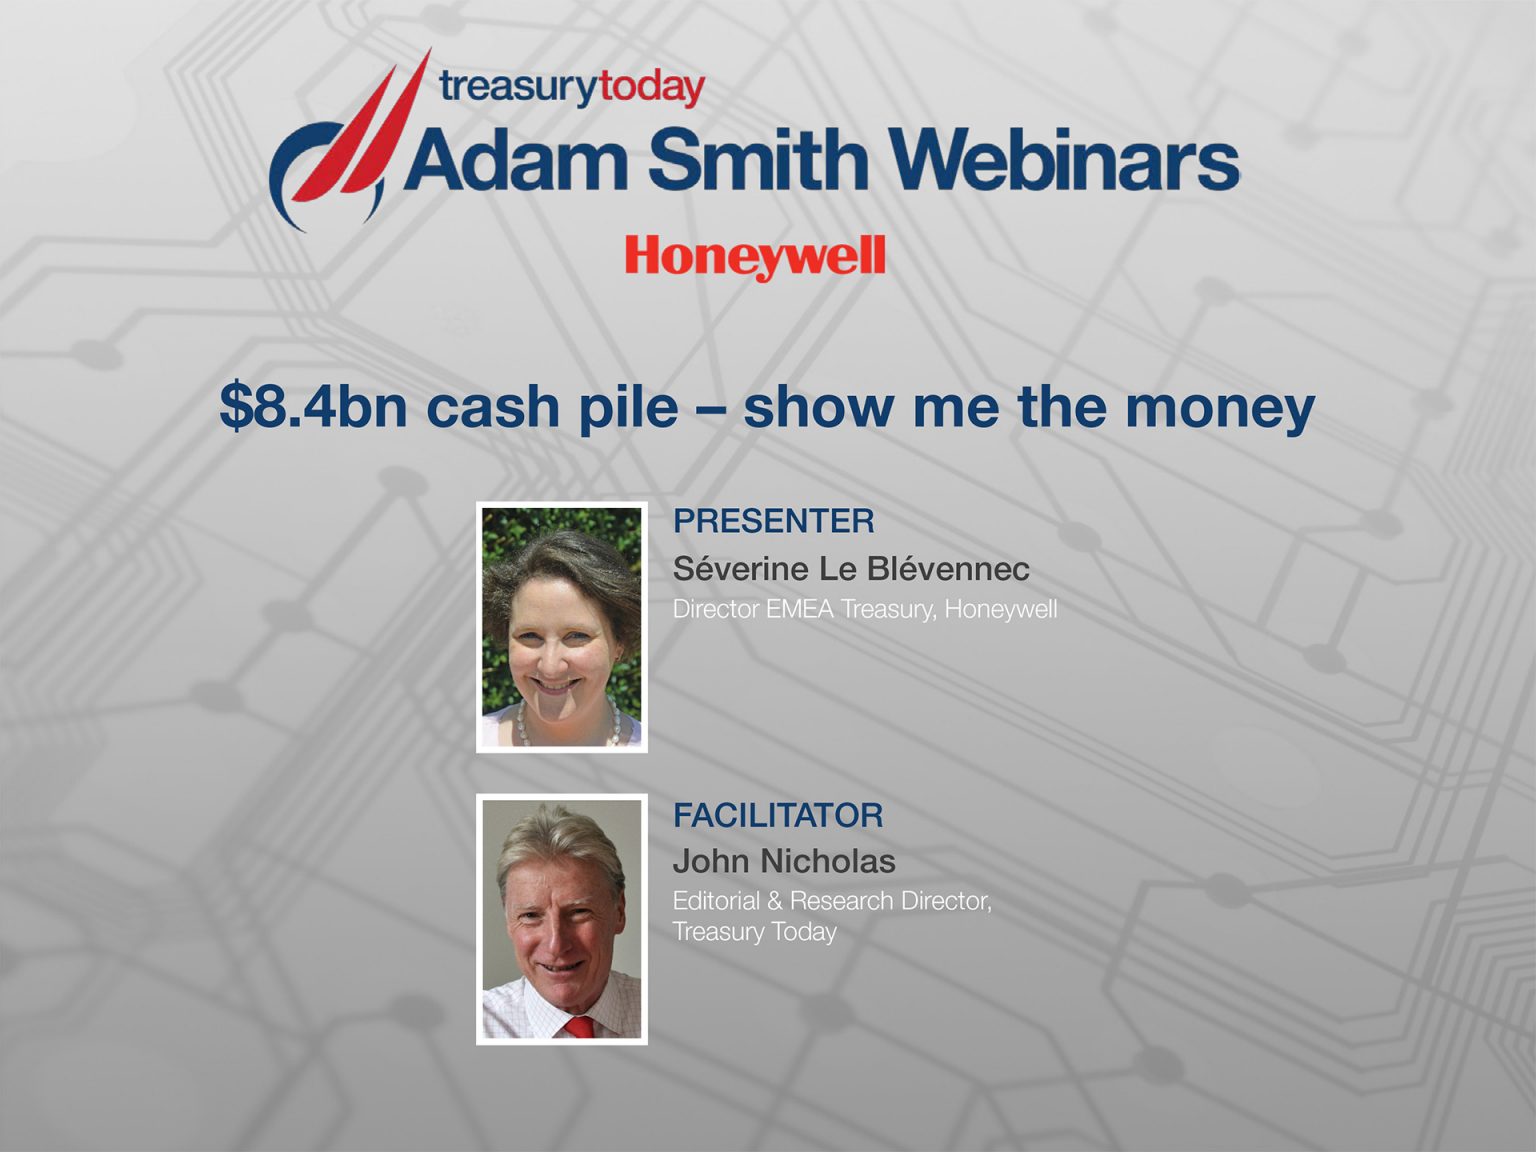 treasurytoday
Adam Smith Webinars
Honeywell
$8.4bn cash pile – show me the money
PRESENTER
Séverine Le Blévennec
Director EMEA Treasury, Honeywell
FACILITATOR
John Nicholas
Editorial & Research Director,
Treasury Today